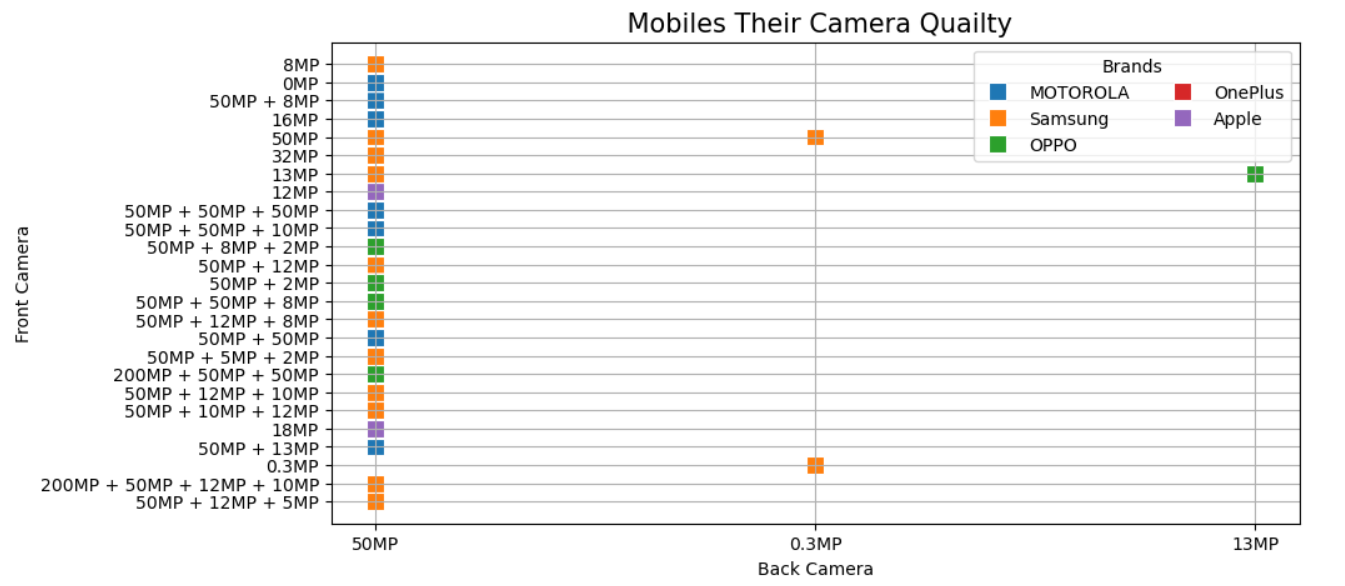 Mobiles Their Camera Quailty
Brands
MOTOROLA
Samsung
OPPO
OnePlus
Apple
Front Camera
8MP
0MP
50MP + 8MP
16MP
50MP
32MP
13MP
12MP
50MP + 50MP + 50MP
50MP + 50MP + 10MP
50MP + 8MP + 2MP
50MP + 12MP
50MP + 2MP
50MP + 50MP + 8MP
50MP + 12MP + 8MP
50MP + 50MP
50MP + 5MP + 2MP
200MP + 50MP + 50MP
50MP + 12MP + 10MP
50MP + 10MP + 12MP
18MP
50MP + 13MP
0.3MP
200MP + 50MP + 12MP + 10MP
50MP + 12MP + 5MP
50MP
0.3MP
13MP
Back Camera